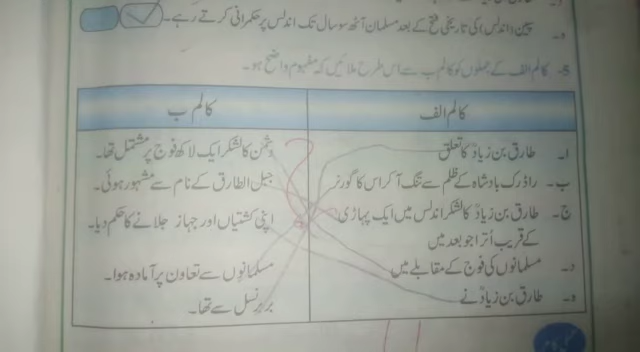 د۔ سپین (اندلس) کی تاریخی فتح کے بعد مسلمان آٹھ سو سال تک اندلس پر حکمرانی کرتے رہے۔
5۔ کالم الف کے جملوں کو کالم ب سے اس طرح ملائیں کہ مفہوم واضح ہو۔
کالم الف
کالم ب
ا۔ طارق بن زیادؒ کا تعلق
دشمن کا لشکر ایک لاکھ فوج پر مشتمل تھا۔
ب۔ راڈرک بادشاہ کے ظلم سے تنگ آ کر اس کا گورنر
جبل الطارق کے نام سے مشہور ہوئی۔
ج۔ طارق بن زیادؒ کا لشکر اندلس میں ایک پہاڑی
کے قریب اُترا جو بعد میں
اپنی کشتیاں اور جہاز جلانے کا حکم دیا۔
د۔ مسلمانوں کی فوج کے مقابلے میں
مسلمانوں سے تعاون پر آمادہ ہوا۔
ہ۔ طارق بن زیادؒ نے
بربر نسل سے تھا۔